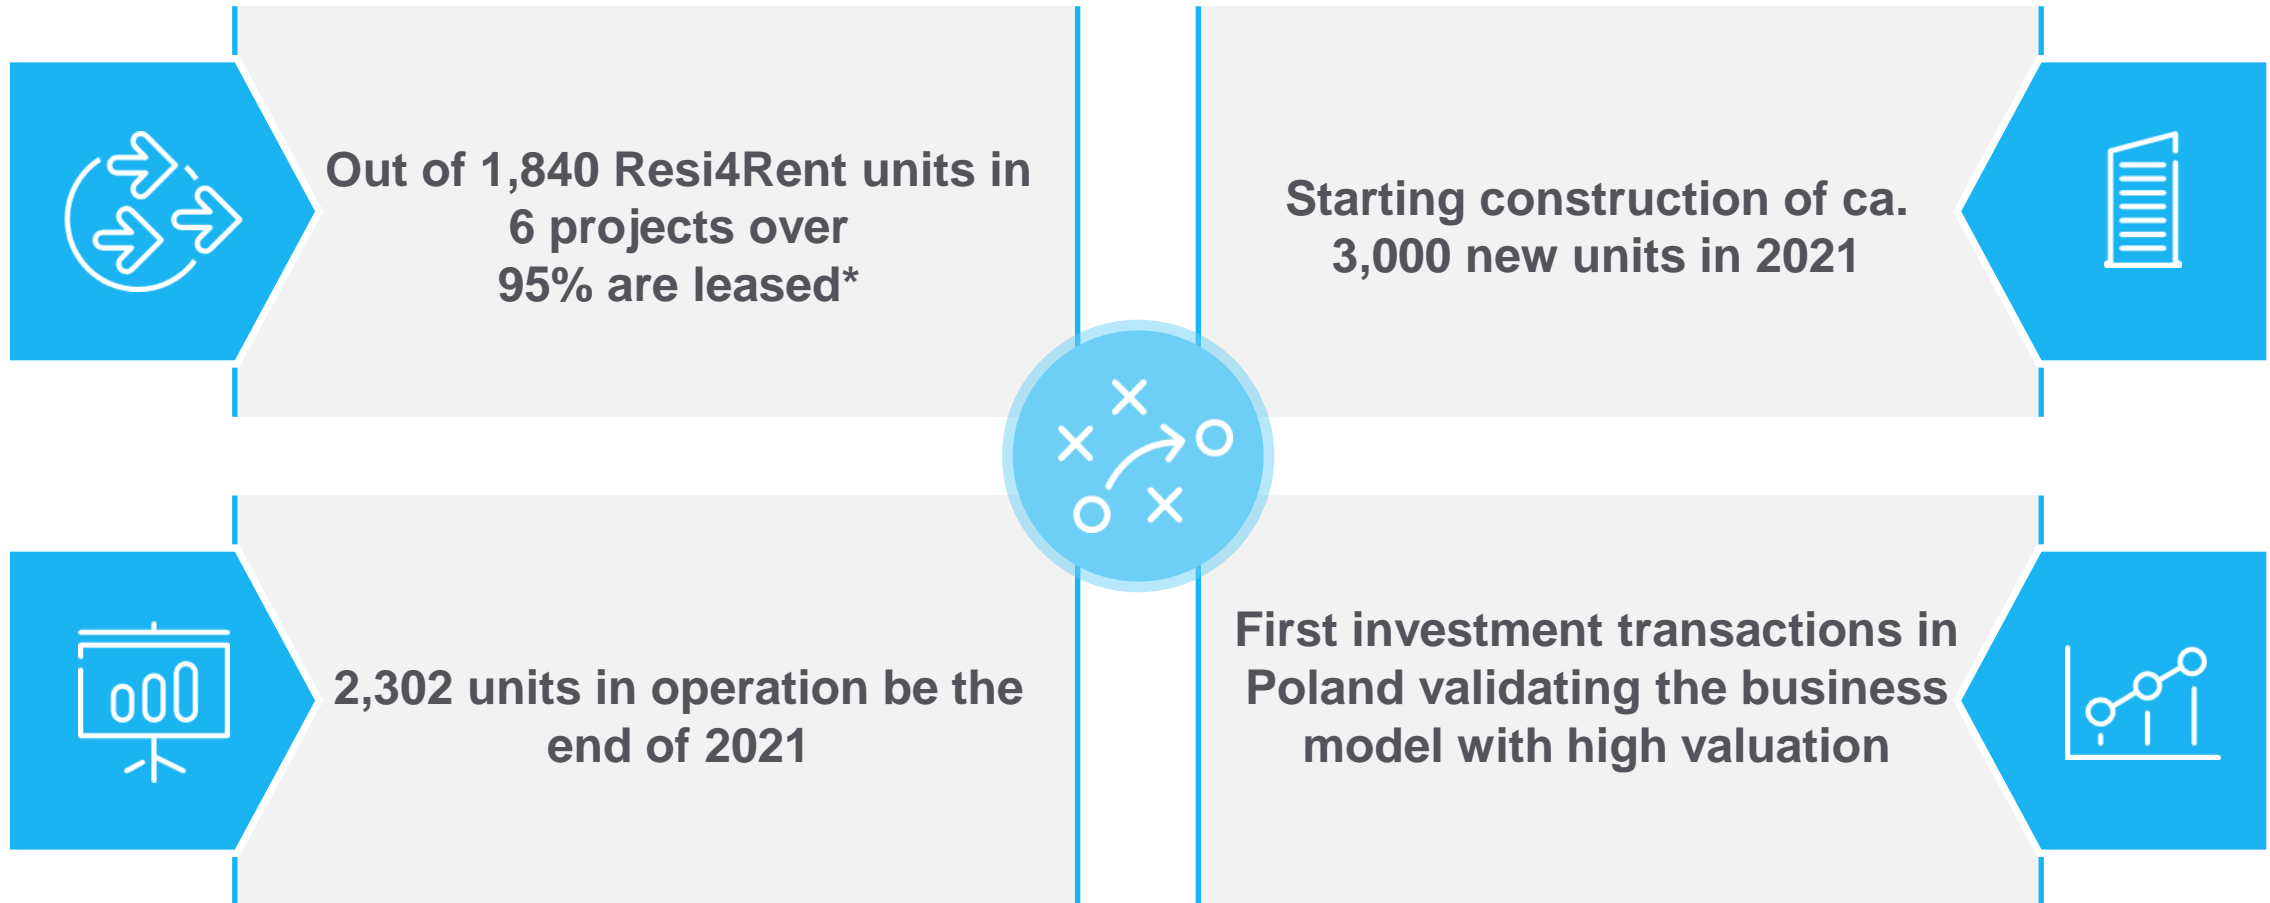 Out of 1,840 Resi4Rent units in
6 projects over
95% are leased*
Starting construction of ca.
3,000 new units in 2021
2,302 units in operation be the
end of 2021
First investment transactions in
Poland validating the business
model with high valuation